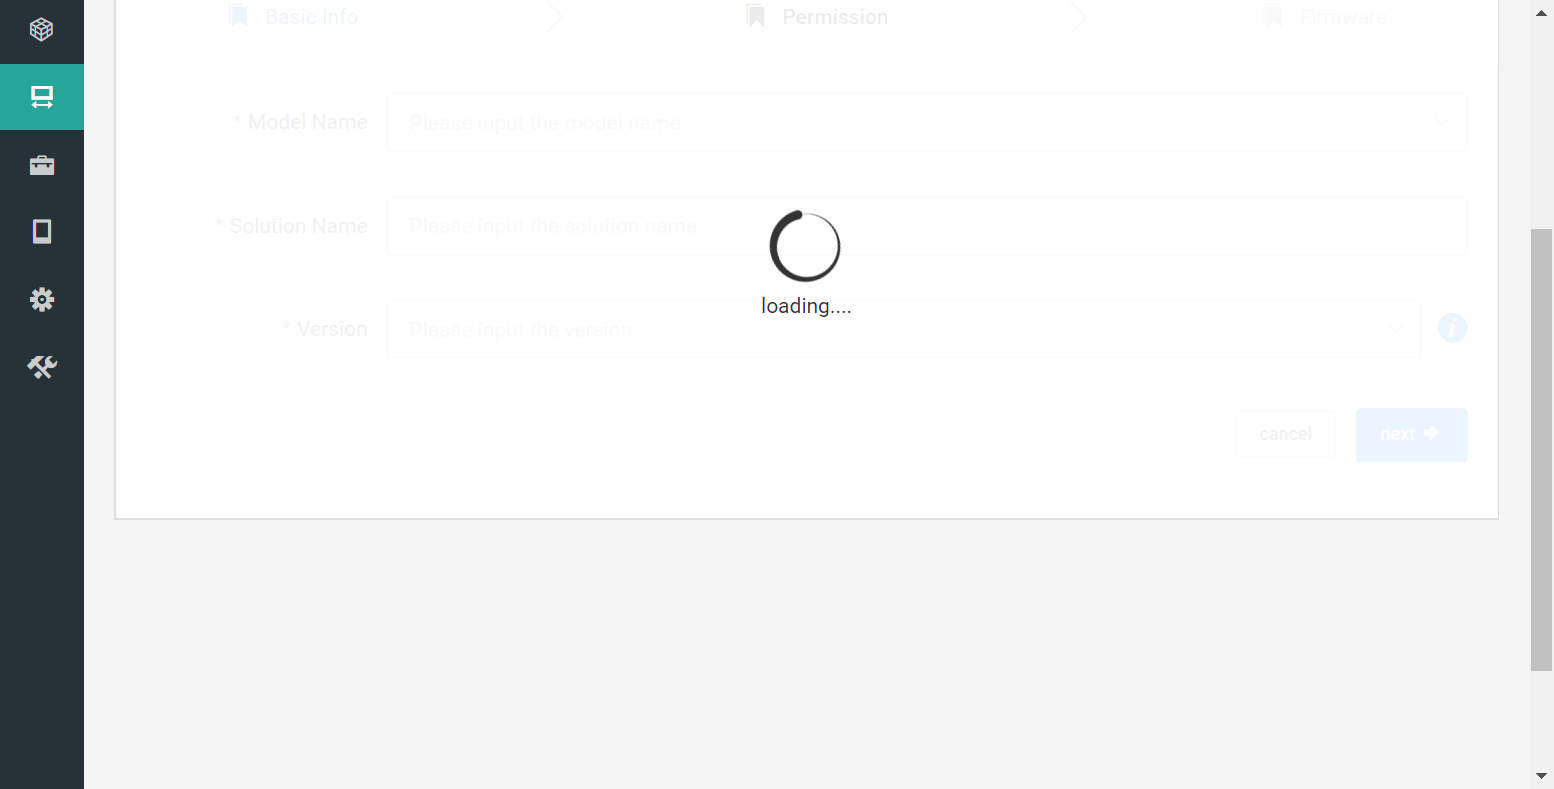 Basic Info
Permission
Firmware
* Model Name
Please input the model name
* Solution Name
Please input the solution name
loading....
* Version
Please input the version
i
cancel
next